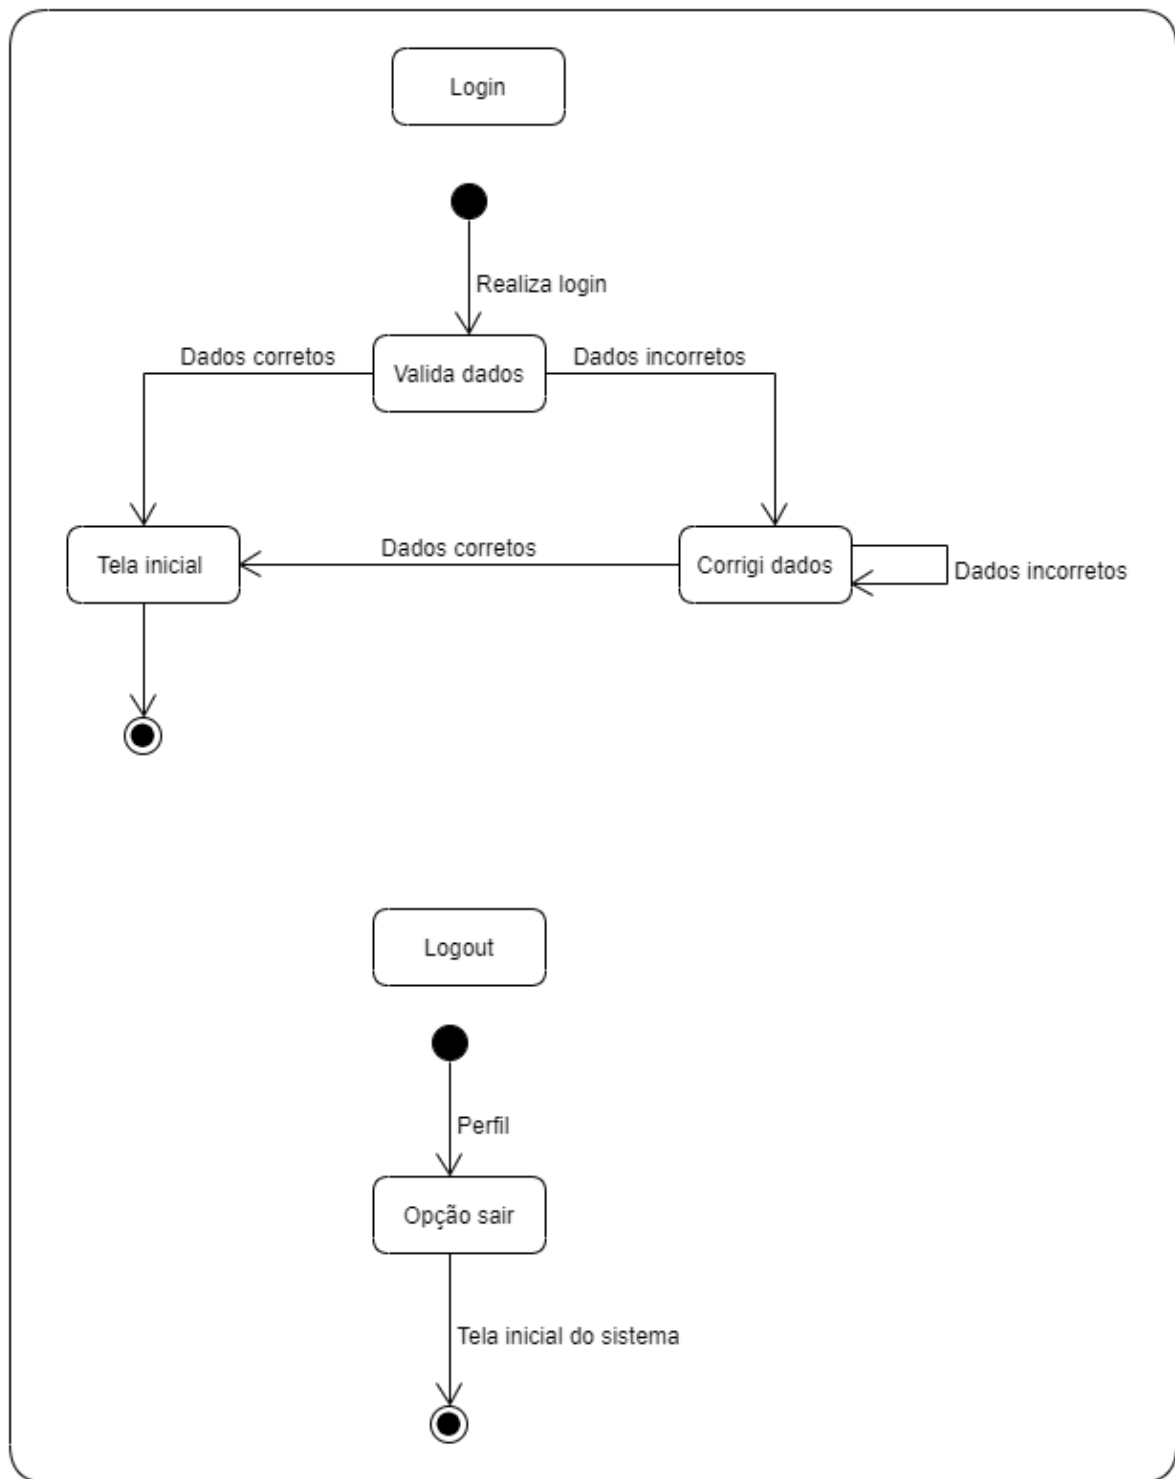 Login
Realiza login
Dados corretos
Valida dados
Dados incorretos
Tela inicial
Dados corretos
Corrigi dados
Dados incorretos
Logout
Perfil
Opção sair
Tela inicial do sistema